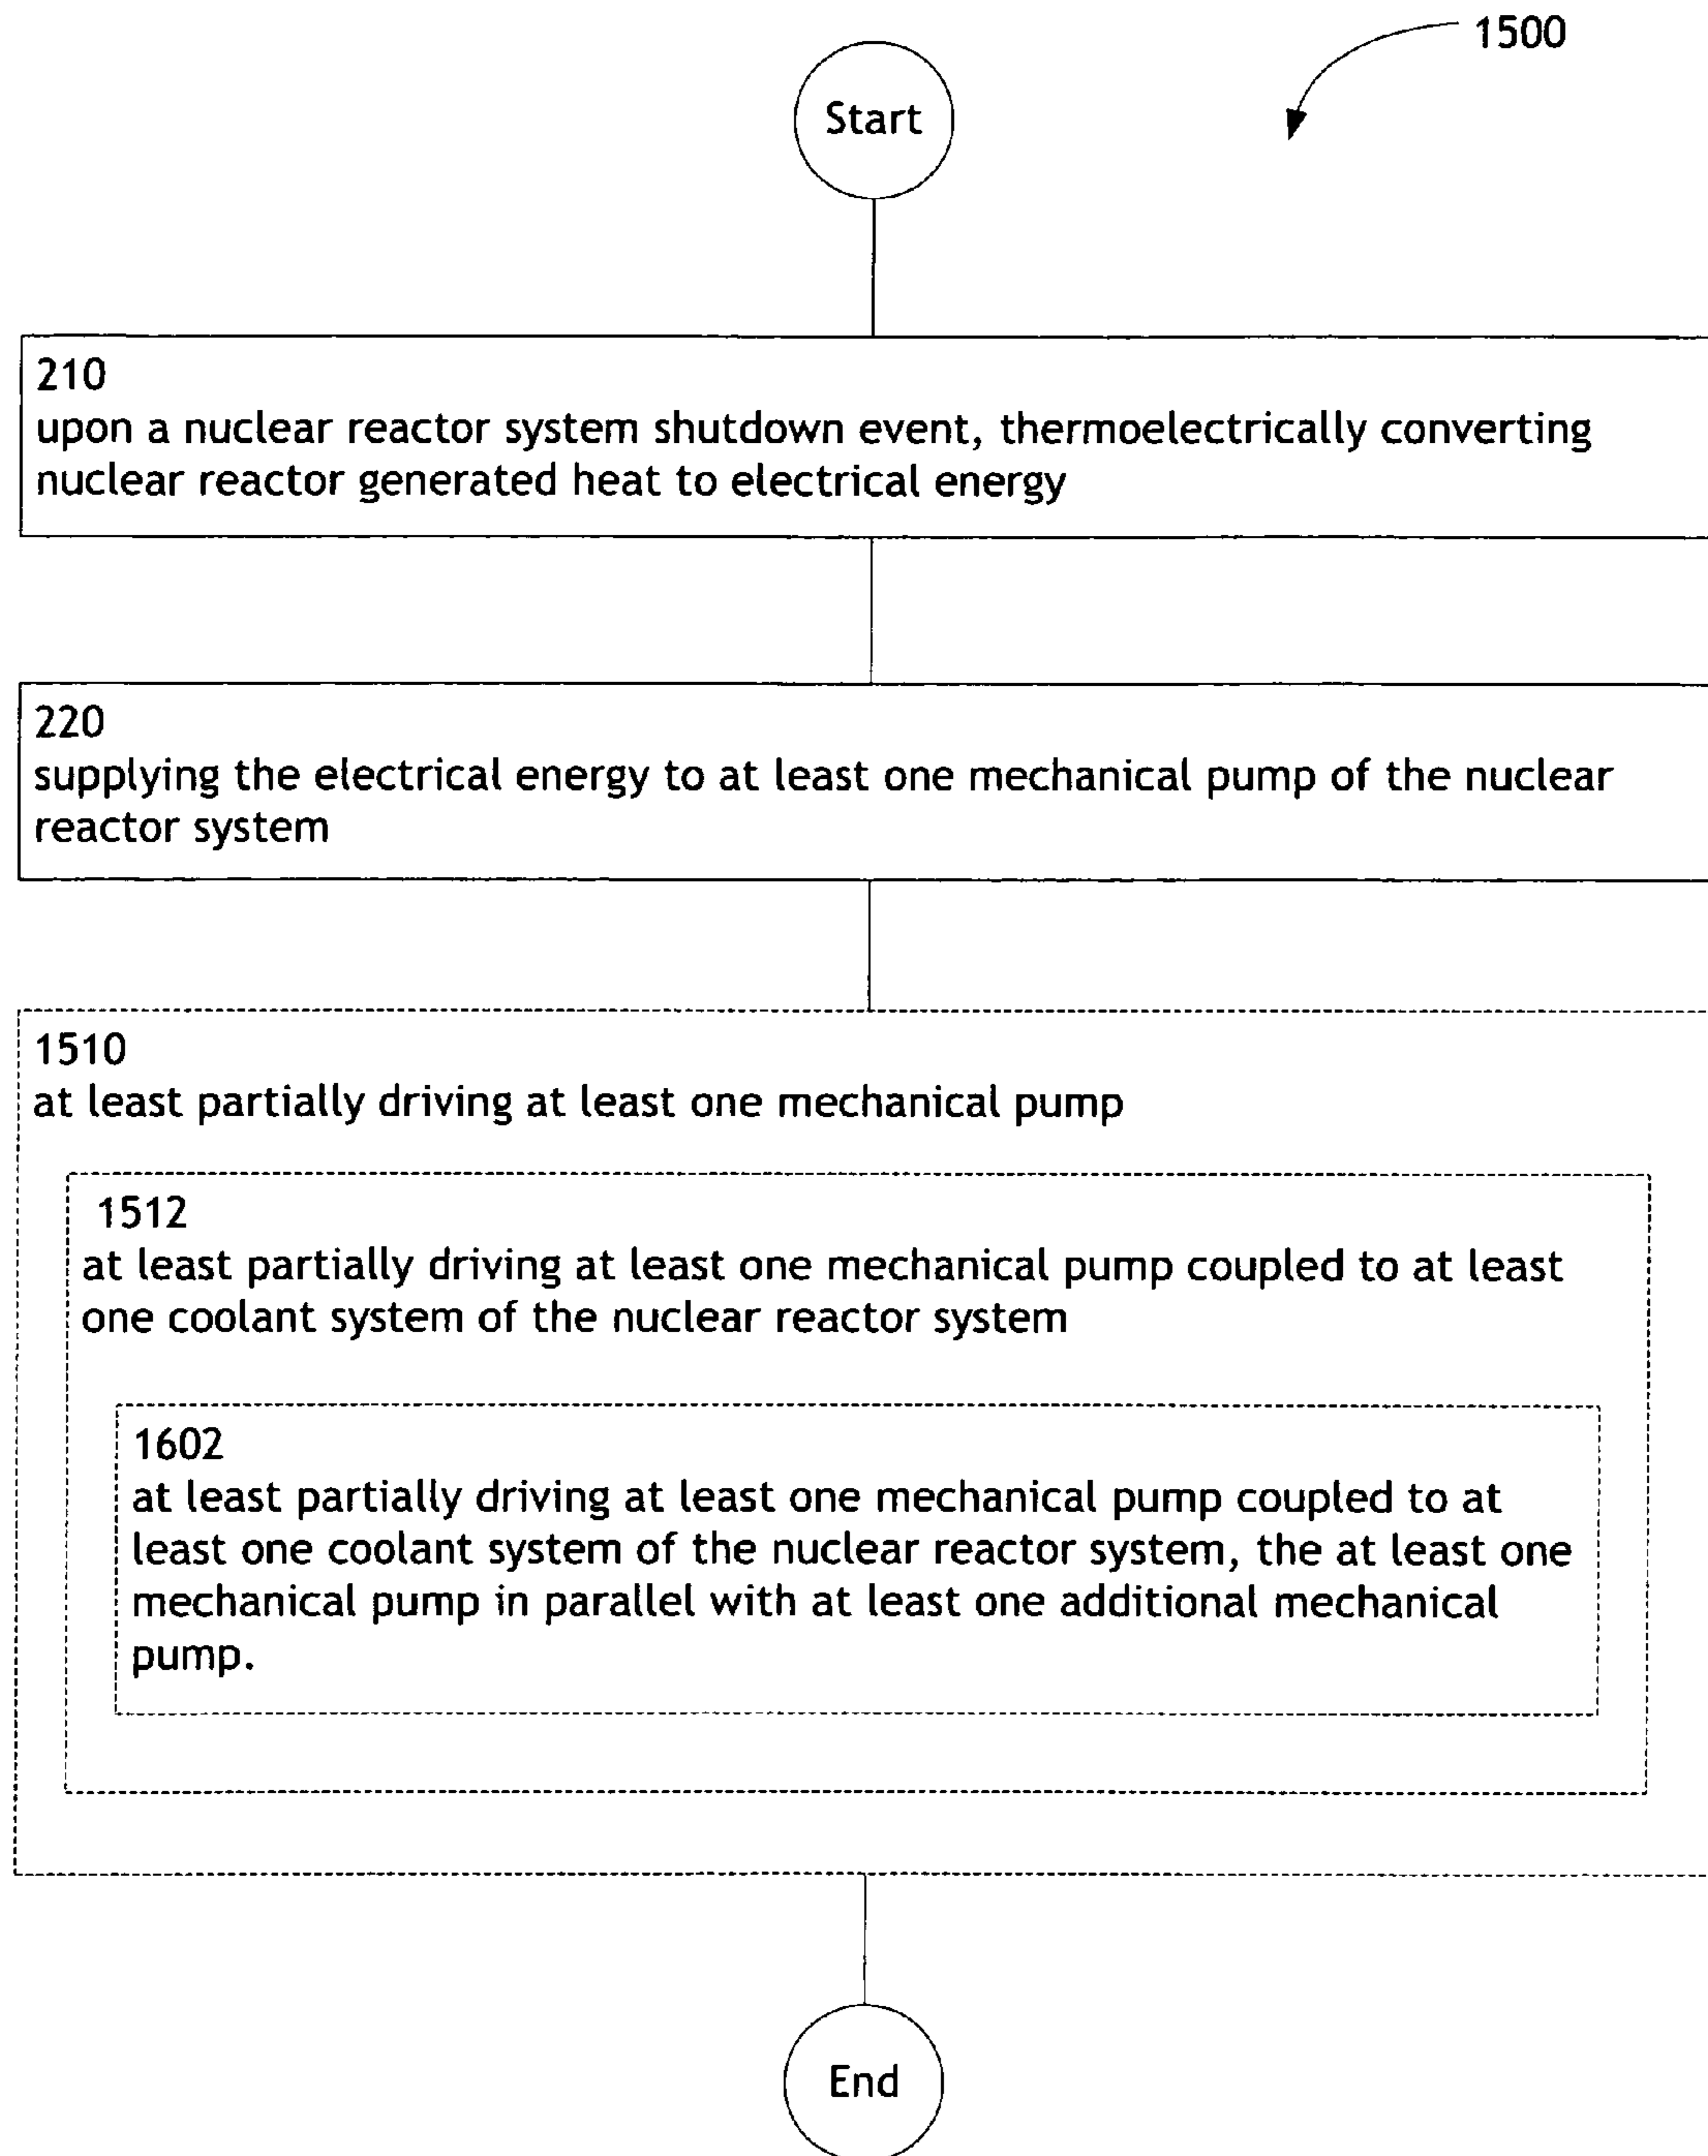 1500
Start
210
upon a nuclear reactor system shutdown event, thermoelectrically converting
nuclear reactor generated heat to electrical energy
220
supplying the electrical energy to at least one mechanical pump of the nuclear
reactor system
1510
at least partially driving at least one mechanical pump
1512
at least partially driving at least one mechanical pump coupled to at least
one coolant system of the nuclear reactor system
1602
at least partially driving at least one mechanical pump coupled to at
least one coolant system of the nuclear reactor system, the at least one
mechanical pump in parallel with at least one additional mechanical
pump.
End